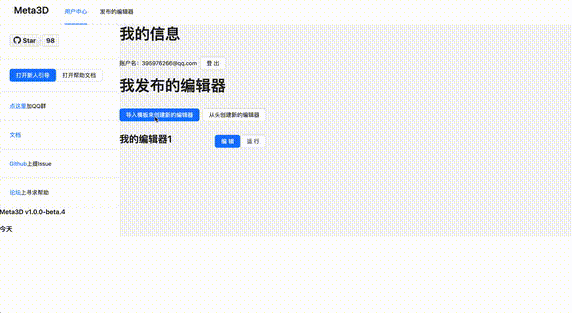 Meta3D 用户中心 发布的编辑器
Star 98
打开新人引导 打开帮助文档
点这里加QQ群
文档
Github上提Issue
论坛上寻求帮助
Meta3D v1.0.0-beta.4
今天
我的信息
账户名: 395976266@qq.com 登 出
我发布的编辑器
导入模板来创建新的编辑器 从头创建新的编辑器
我的编辑器1 编 辑 运 行